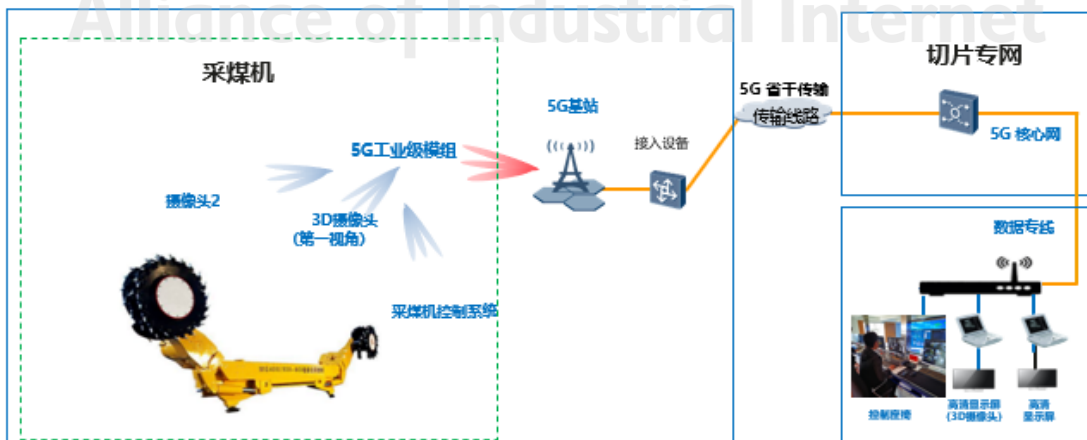 Alliance of Industrial Internet
采煤机
切片专网
5G 省干传输
传输线路
5G基站
接入设备
5G 核心网
5G工业级模组
摄像头2
3D摄像头
(第一视角)
采煤机控制系统
数据专线
控制座椅
高清显示屏
(3D摄像头)
高清
显示屏